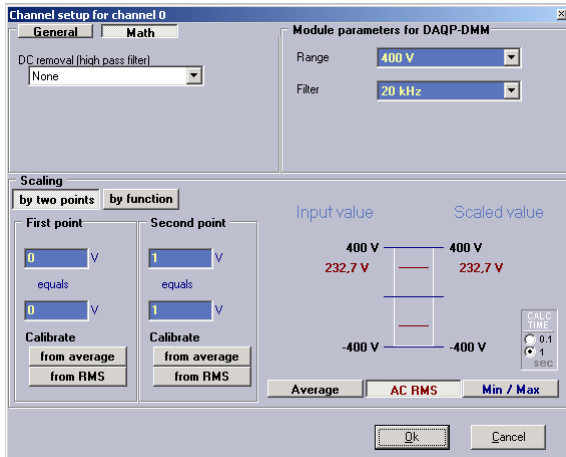 Channel setup for channel 0
General Math
DC removal (high pass filter)
None
Module parameters for DAQP-DMM
Range 400 V
Filter 20 kHz
Scaling
by two points by function
First point
0 V
equals
0 V
Calibrate
from average
from RMS
Second point
1 V
equals
1 V
Calibrate
from average
from RMS
Input value Scaled value
400 V 400 V
232,7 V 232,7 V
-400 V -400 V
CALC
TIME
0.1
1
sec
Average AC RMS Min / Max
Ok Cancel